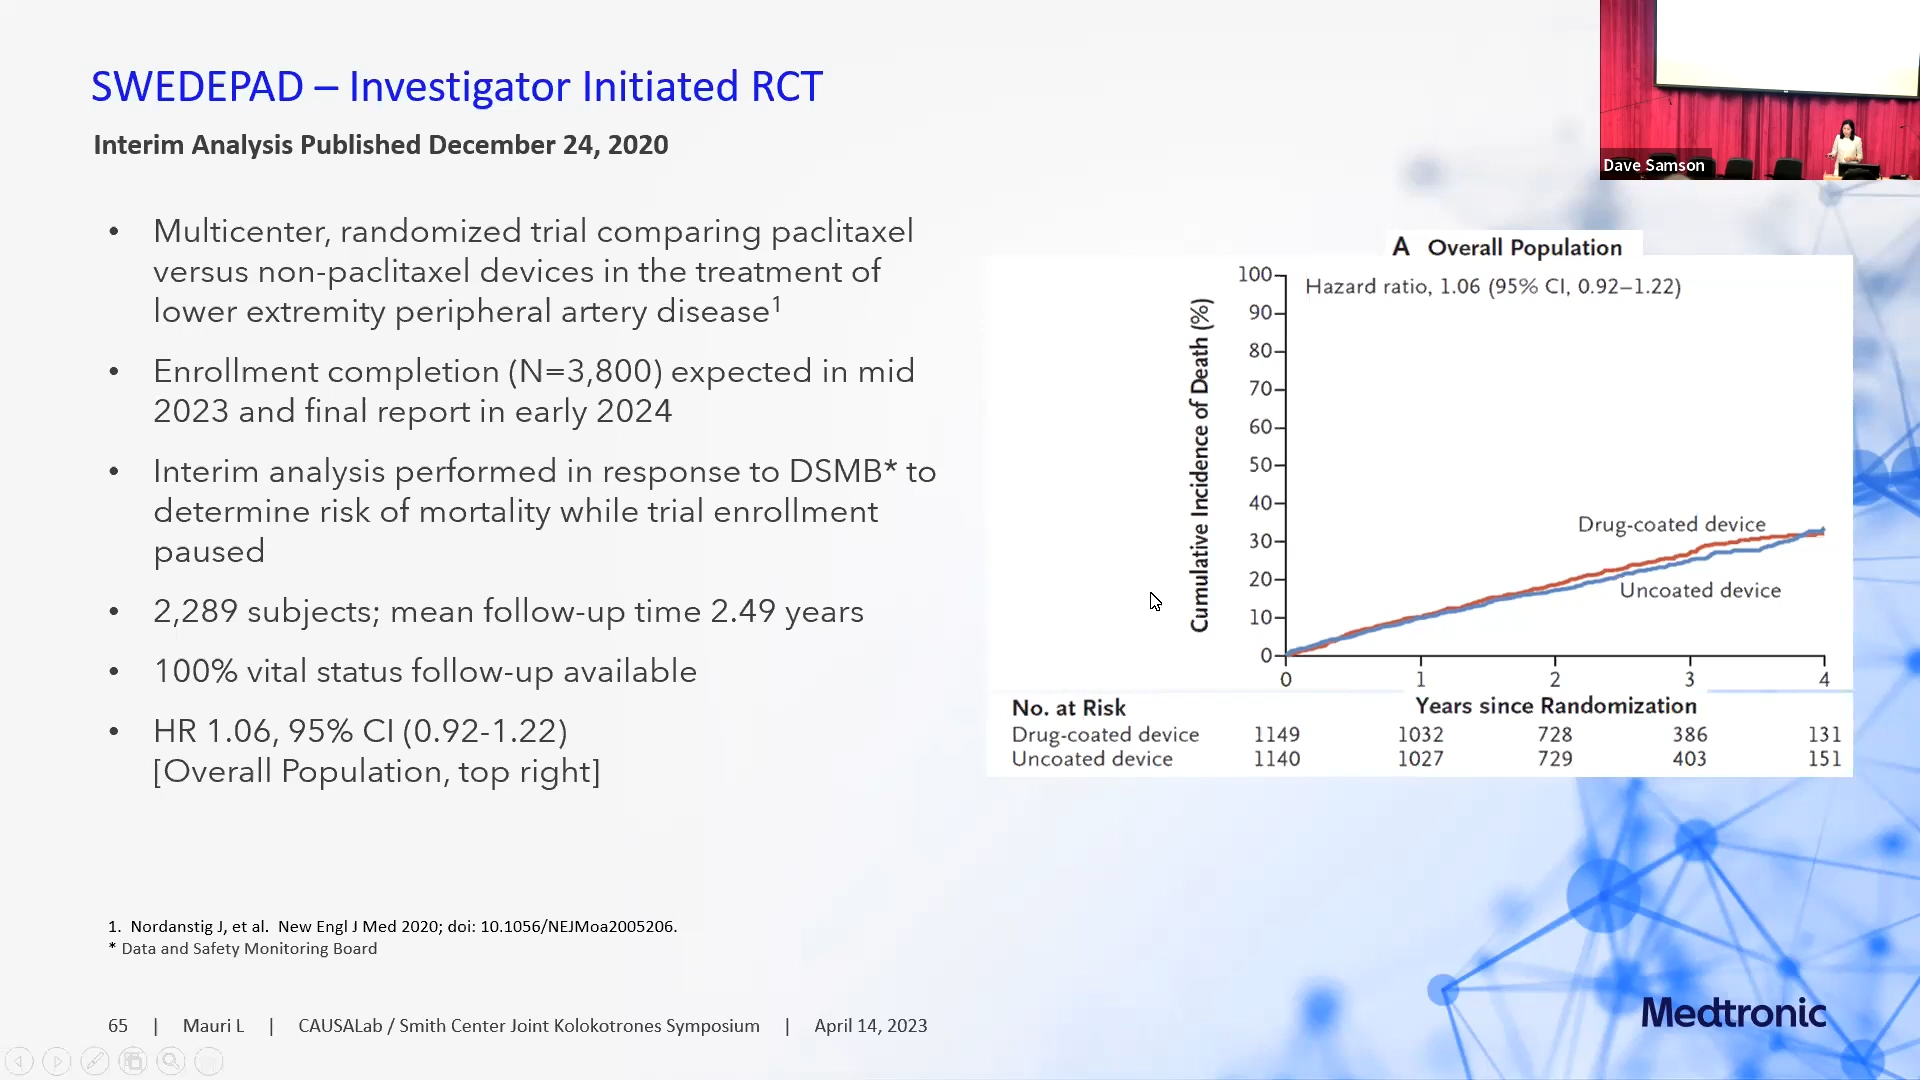 SWEDEPAD – Investigator Initiated RCT
Interim Analysis Published December 24, 2020
Dave Samson
• Multicenter, randomized trial comparing paclitaxel
versus non-paclitaxel devices in the treatment of
lower extremity peripheral artery disease¹
• Enrollment completion (N=3,800) expected in mid
2023 and final report in early 2024
• Interim analysis performed in response to DSMB* to
determine risk of mortality while trial enrollment
paused
• 2,289 subjects; mean follow-up time 2.49 years
• 100% vital status follow-up available
• HR 1.06, 95% CI (0.92-1.22)
[Overall Population, top right]
A Overall Population
Hazard ratio, 1.06 (95% CI, 0.92–1.22)
Cumulative Incidence of Death (%)
100
90
80
70
60
50
40
30
20
10
0
Drug-coated device
Uncoated device
0 1 2 3 4
Years since Randomization
No. at Risk
Drug-coated device 1149 1032 728 386 131
Uncoated device 1140 1027 729 403 151
1. Nordanstig J, et al. New Engl J Med 2020; doi: 10.1056/NEJMoa2005206.
* Data and Safety Monitoring Board
65 | Mauri L | CAUSALab / Smith Center Joint Kolokotrones Symposium | April 14, 2023
Medtronic